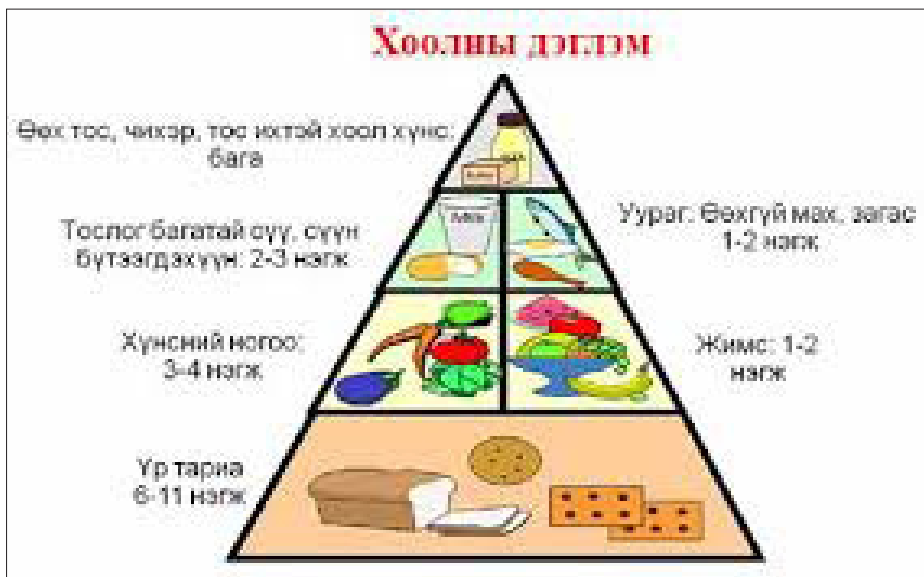 Хоолны дэглэм
Өөх тос, чихэр, тос ихтэй хоол хүнс:
бага
Тослог багатай сүү, сүүн
бүтээгдэхүүн: 2-3 нэгж
Уураг: Өөхгүй мах, загас
1-2 нэгж
Хүнсний ногоо:
3-4 нэгж
Жимс: 1-2
нэгж
Үр тариа
6-11 нэгж